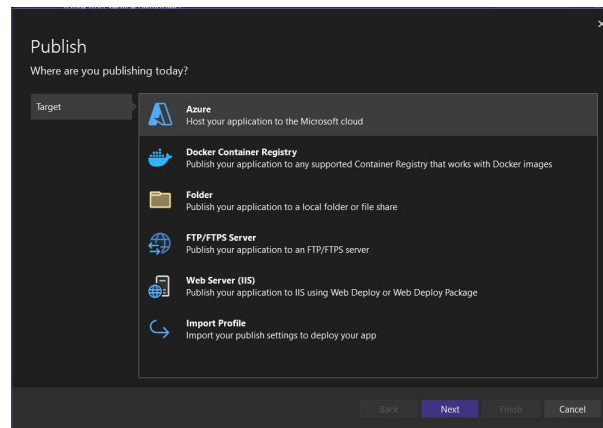 Publish
Where are you publishing today?
Target
Azure
Host your application to the Microsoft cloud
Docker Container Registry
Publish your application to any supported Container Registry that works with Docker images
Folder
Publish your application to a local folder or file share
FTP/FTPS Server
Publish your application to an FTP/FTPS server
Web Server (IIS)
Publish your application to IIS using Web Deploy or Web Deploy Package
Import Profile
Import your publish settings to deploy your app
Back Next Finish Cancel